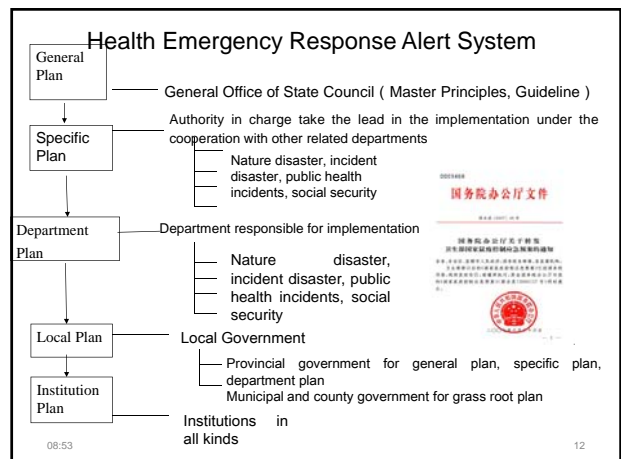 Health Emergency Response Alert System
General
Plan
General Office of State Council ( Master Principles, Guideline )
Authority in charge take the lead in the implementation under the
cooperation with other related departments
Specific
Plan
Nature disaster, incident
disaster, public health
incidents, social security
国务院办公厅文件
Department
Plan
Department responsible for implementation
Nature disaster,
incident disaster, public
health incidents, social
security
Local Plan
Local Government
Provincial government for general plan, specific plan,
department plan
Municipal and county government for grass root plan
Institution
Plan
Institutions in
all kinds
08:53
12